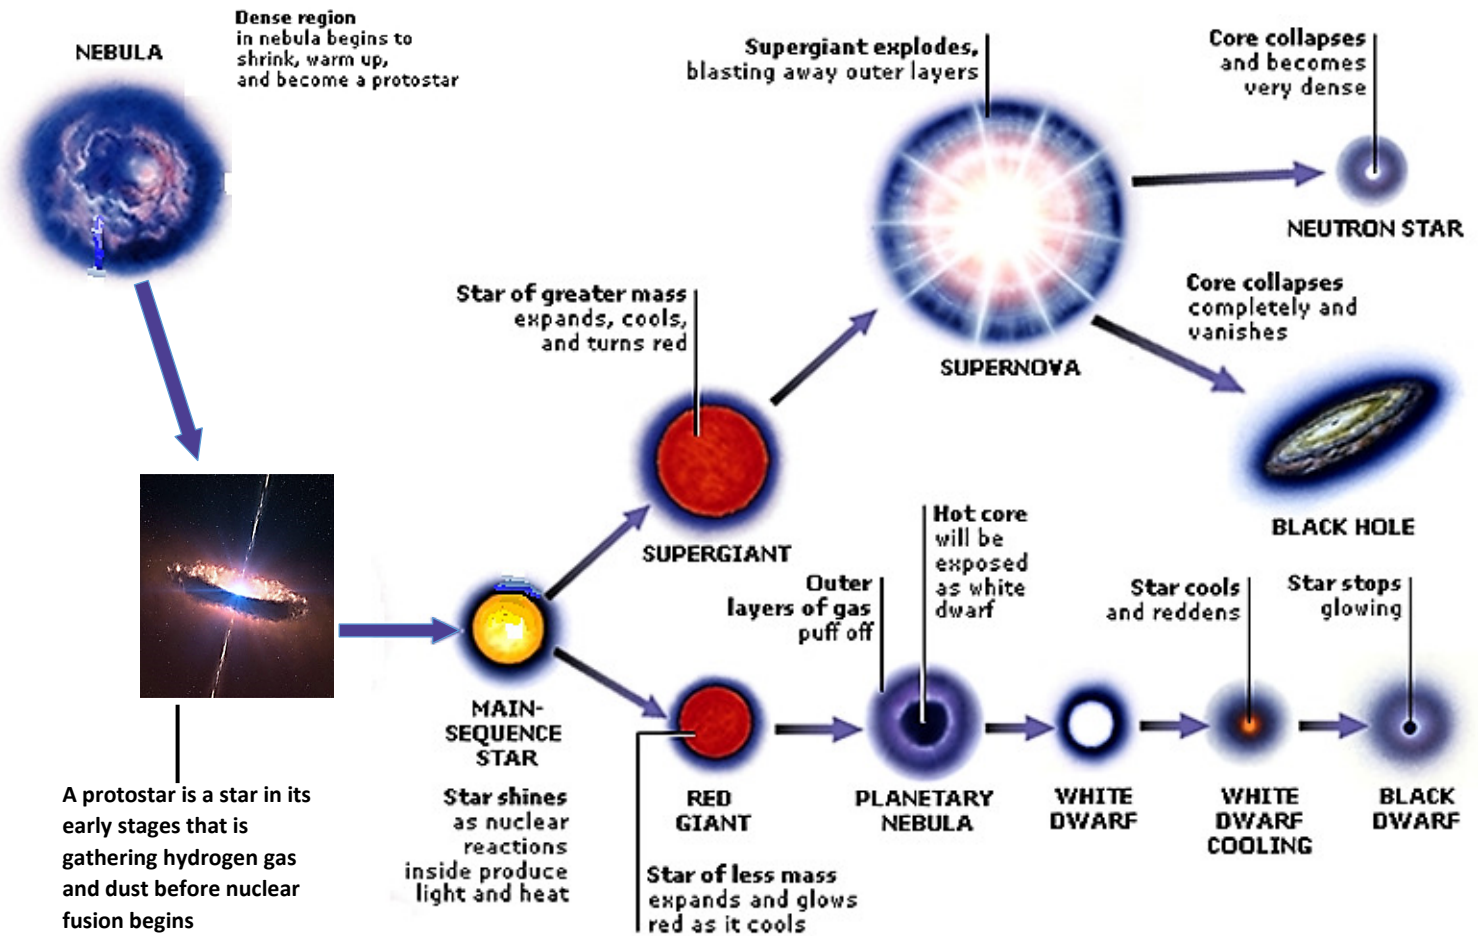 NEBULA
Dense region
in nebula begins to
shrink, warm up,
and become a protostar
Supergiant explodes,
blasting away outer layers
Core collapses
and becomes
very dense
NEUTRON STAR
Core collapses
completely and
vanishes
SUPERNOVA
Star of greater mass
expands, cools,
and turns red
SUPERGIANT
BLACK HOLE
Hot core
will be
exposed
as white
dwarf
Outer
layers of gas
puff off
Star cools
and reddens
Star stops
glowing
MAIN-
SEQUENCE
STAR
Star shines
as nuclear
reactions
inside produce
light and heat
RED
GIANT
Star of less mass
expands and glows
red as it cools
PLANETARY
NEBULA
WHITE
DWARF
WHITE
DWARF
COOLING
BLACK
DWARF
A protostar is a star in its
early stages that is
gathering hydrogen gas
and dust before nuclear
fusion begins